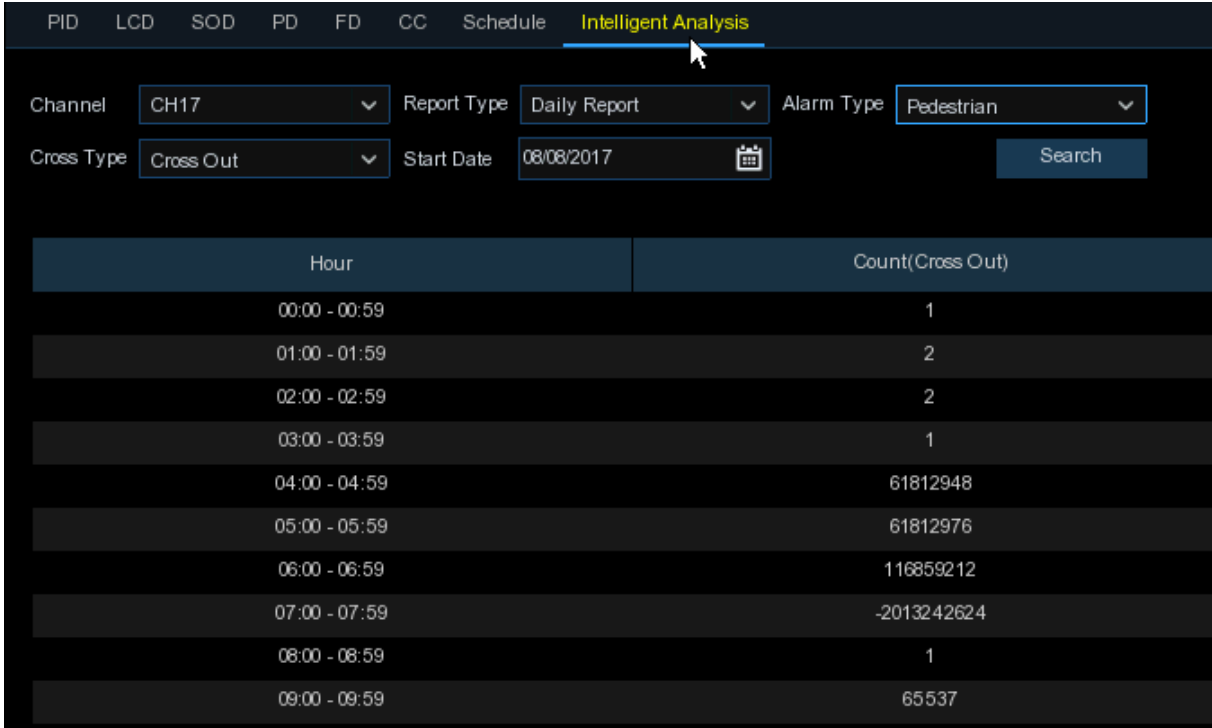 PID LCD SOD PD FD CC Schedule Intelligent Analysis
Channel CH17 Report Type Daily Report Alarm Type Pedestrian
Cross Type Cross Out Start Date 08/08/2017 Search
Hour Count(Cross Out)
00:00 - 00:59 1
01:00 - 01:59 2
02:00 - 02:59 2
03:00 - 03:59 1
04:00 - 04:59 61812948
05:00 - 05:59 61812976
06:00 - 06:59 116859212
07:00 - 07:59 -2013242624
08:00 - 08:59 1
09:00 - 09:59 65537